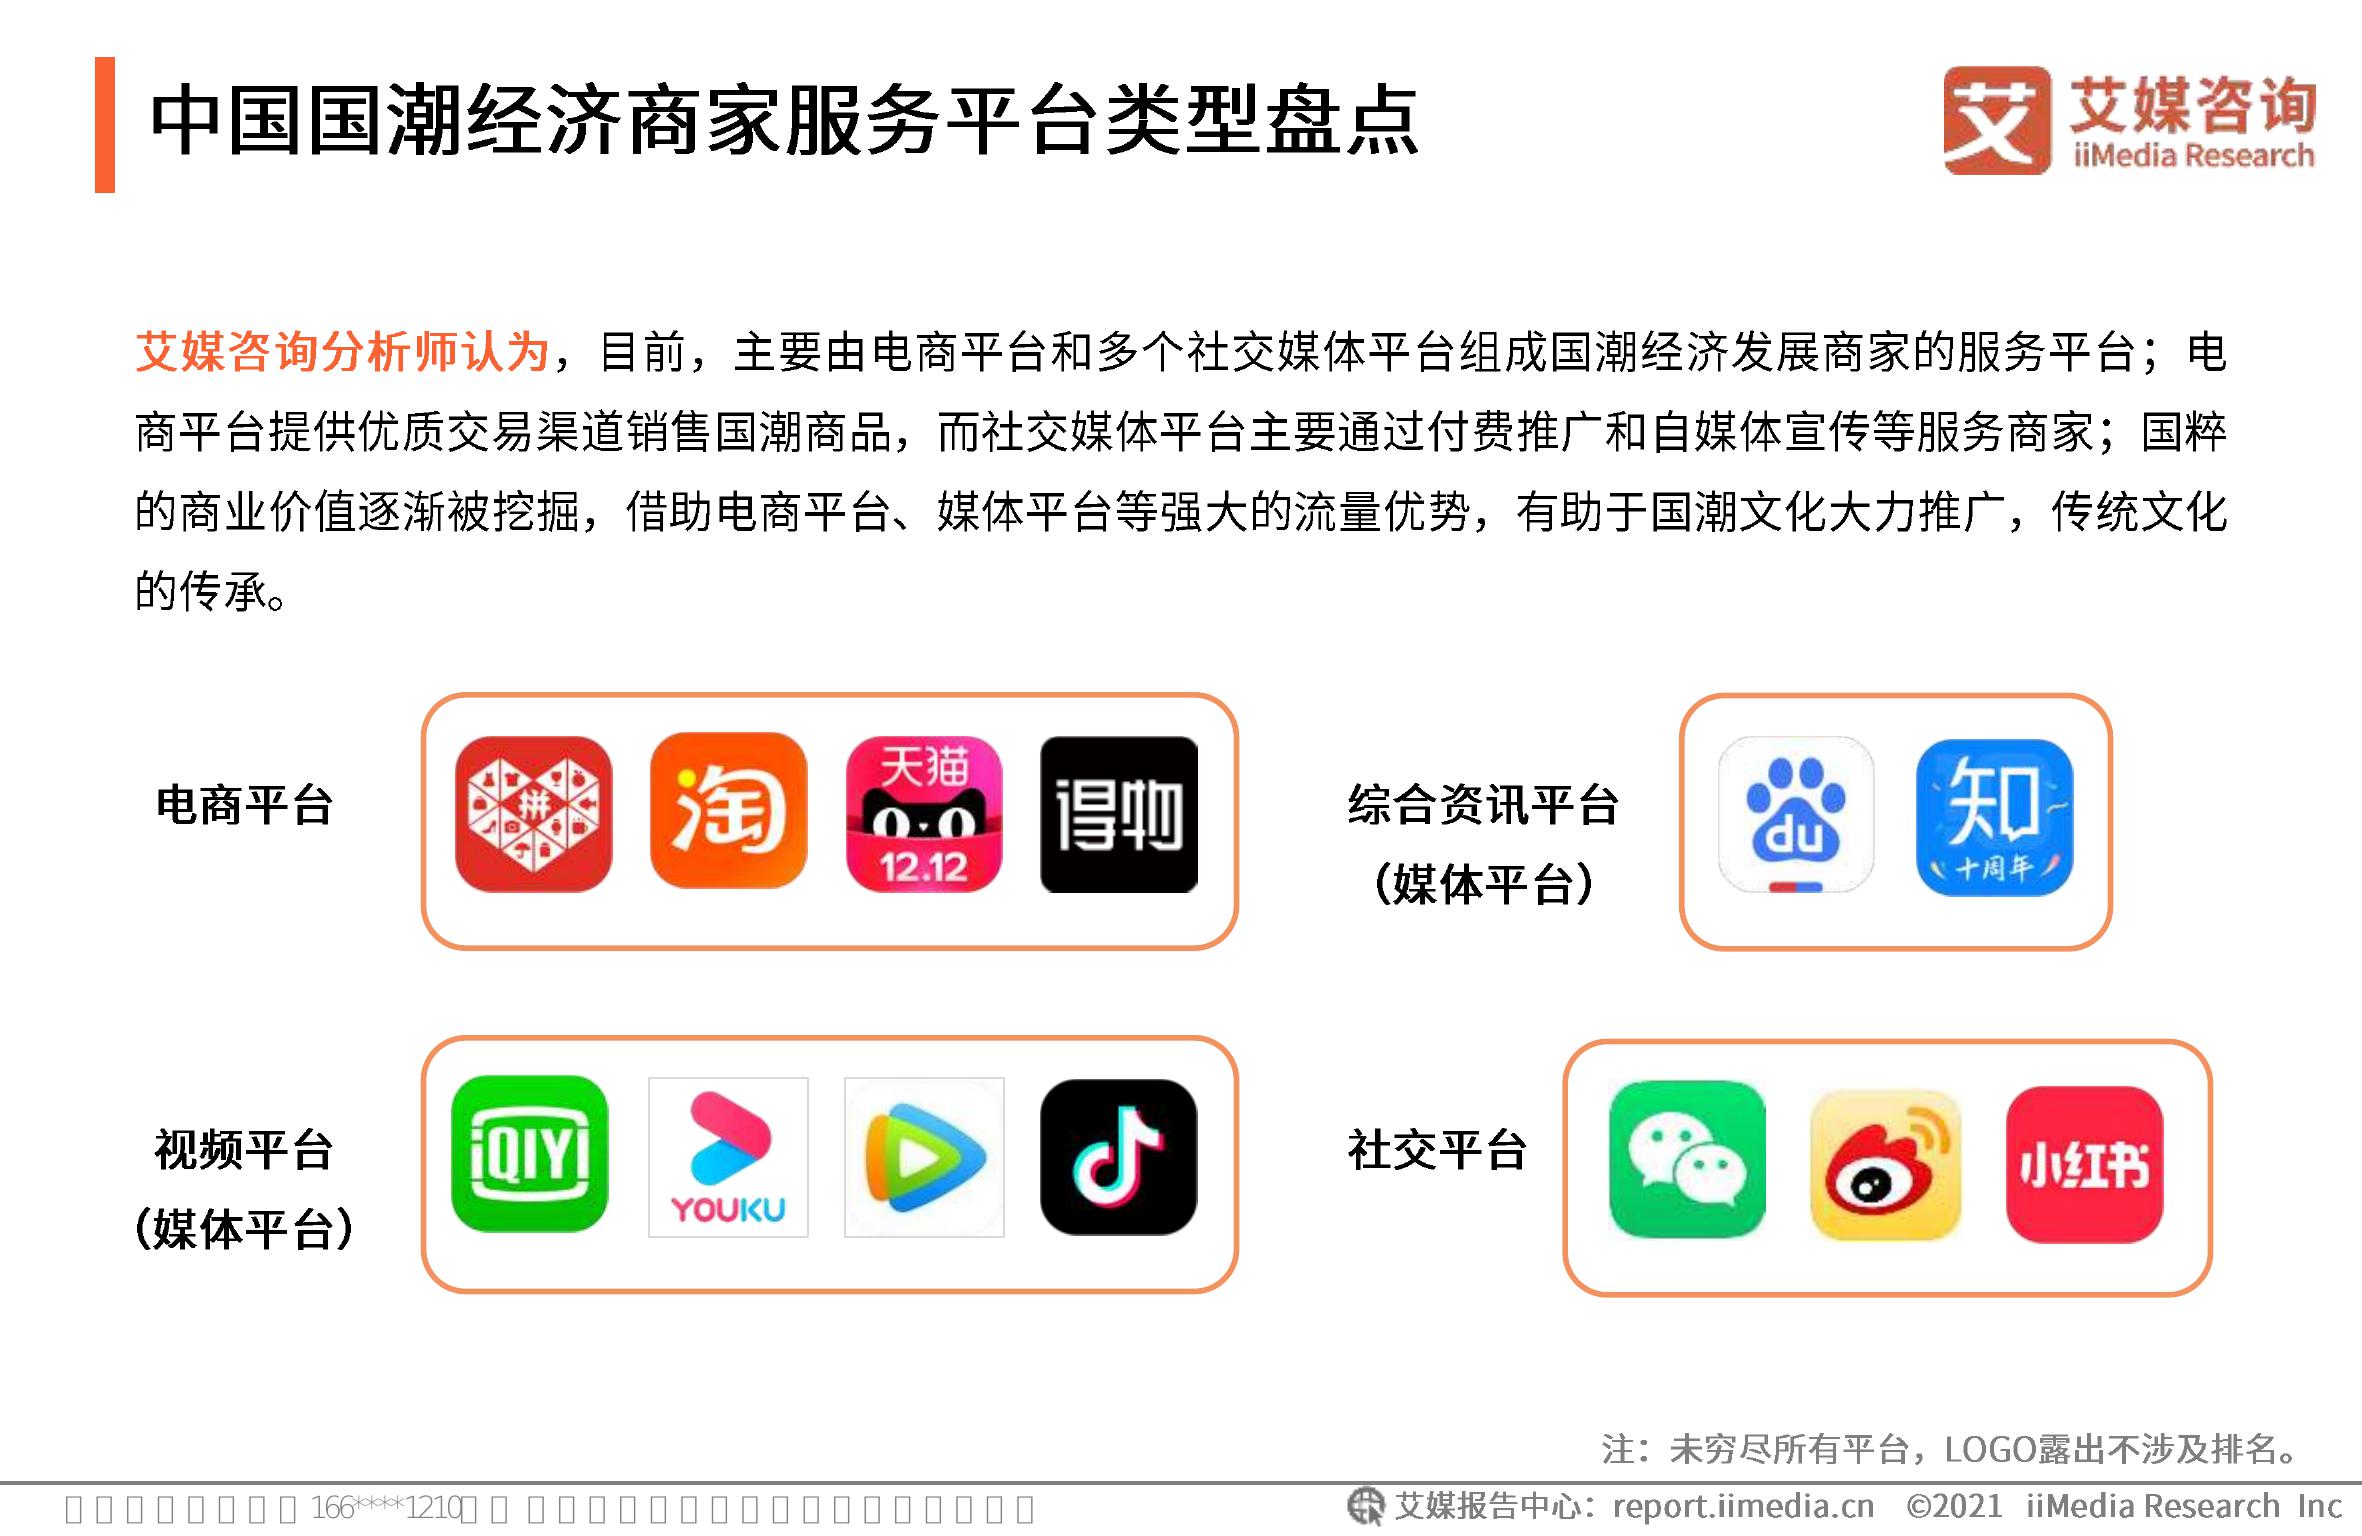 中国国潮经济商家服务平台类型盘点
艾 艾媒咨询
iiMedia Research
艾媒咨询分析师认为，目前，主要由电商平台和多个社交媒体平台组成国潮经济发展商家的服务平台；电
商平台提供优质交易渠道销售国潮商品，而社交媒体平台主要通过付费推广和自媒体宣传等服务商家；国粹
的商业价值逐渐被挖掘，借助电商平台、媒体平台等强大的流量优势，有助于国潮文化大力推广，传统文化
的传承。
电商平台
拼
淘
天猫
12.12
得物
综合资讯平台
（媒体平台）
du
知
十周年
视频平台
（媒体平台）
iQIYI
YOUKU
社交平台
小红书
注：未穷尽所有平台，LOGO露出不涉及排名。
166****1210
艾媒报告中心：report.iimedia.cn ©2021 iiMedia Research Inc